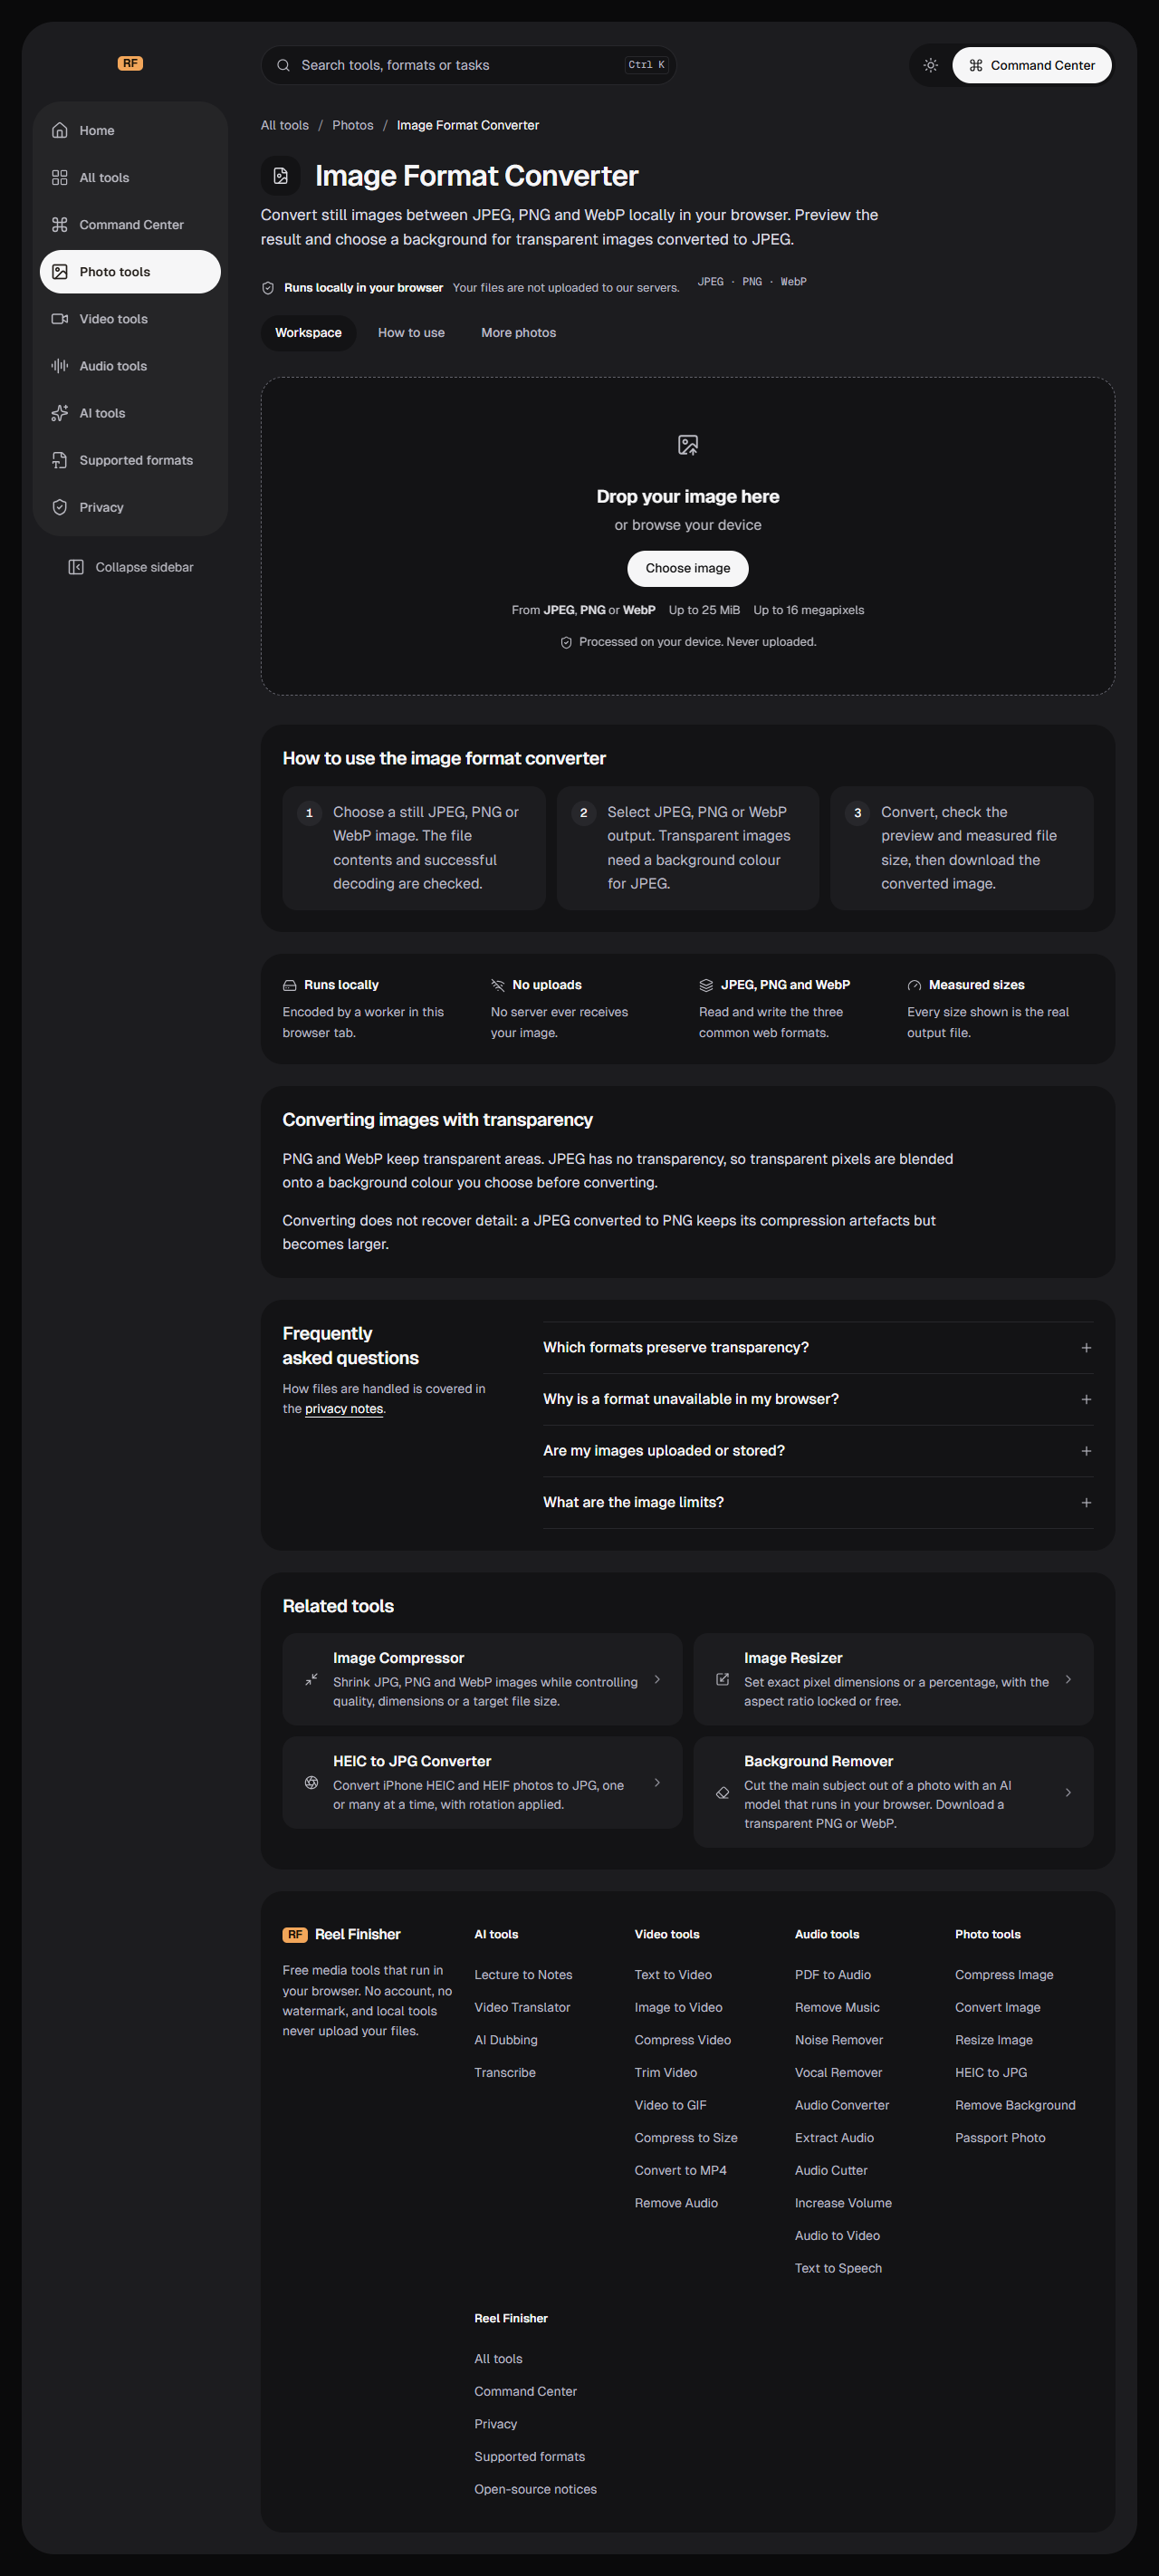 RF
Search tools, formats or tasks
Ctrl K
Command Center
Home
All tools
Command Center
Photo tools
Video tools
Audio tools
AI tools
Supported formats
Privacy
Collapse sidebar
All tools / Photos / Image Format Converter
Image Format Converter
Convert still images between JPEG, PNG and WebP locally in your browser. Preview the
result and choose a background for transparent images converted to JPEG.
Runs locally in your browser Your files are not uploaded to our servers.
JPEG · PNG · WebP
Workspace
How to use
More photos
Drop your image here
or browse your device
Choose image
From JPEG, PNG or WebP Up to 25 MiB Up to 16 megapixels
Processed on your device. Never uploaded.
How to use the image format converter
1
Choose a still JPEG, PNG or
WebP image. The file
contents and successful
decoding are checked.
2
Select JPEG, PNG or WebP
output. Transparent images
need a background colour
for JPEG.
3
Convert, check the
preview and measured file
size, then download the
converted image.
Runs locally
Encoded by a worker in this
browser tab.
No uploads
No server ever receives
your image.
JPEG, PNG and WebP
Read and write the three
common web formats.
Measured sizes
Every size shown is the real
output file.
Converting images with transparency
PNG and WebP keep transparent areas. JPEG has no transparency, so transparent pixels are blended
onto a background colour you choose before converting.
Converting does not recover detail: a JPEG converted to PNG keeps its compression artefacts but
becomes larger.
Frequently
asked questions
How files are handled is covered in
the privacy notes.
Which formats preserve transparency?
Why is a format unavailable in my browser?
Are my images uploaded or stored?
What are the image limits?
Related tools
Image Compressor
Shrink JPG, PNG and WebP images while controlling
quality, dimensions or a target file size.
Image Resizer
Set exact pixel dimensions or a percentage, with the
aspect ratio locked or free.
HEIC to JPG Converter
Convert iPhone HEIC and HEIF photos to JPG, one
or many at a time, with rotation applied.
Background Remover
Cut the main subject out of a photo with an AI
model that runs in your browser. Download a
transparent PNG or WebP.
RF Reel Finisher
Free media tools that run in
your browser. No account, no
watermark, and local tools
never upload your files.
AI tools
Lecture to Notes
Video Translator
AI Dubbing
Transcribe
Video tools
Text to Video
Image to Video
Compress Video
Trim Video
Video to GIF
Compress to Size
Convert to MP4
Remove Audio
Audio tools
PDF to Audio
Remove Music
Noise Remover
Vocal Remover
Audio Converter
Extract Audio
Audio Cutter
Increase Volume
Audio to Video
Text to Speech
Photo tools
Compress Image
Convert Image
Resize Image
HEIC to JPG
Remove Background
Passport Photo
Reel Finisher
All tools
Command Center
Privacy
Supported formats
Open-source notices